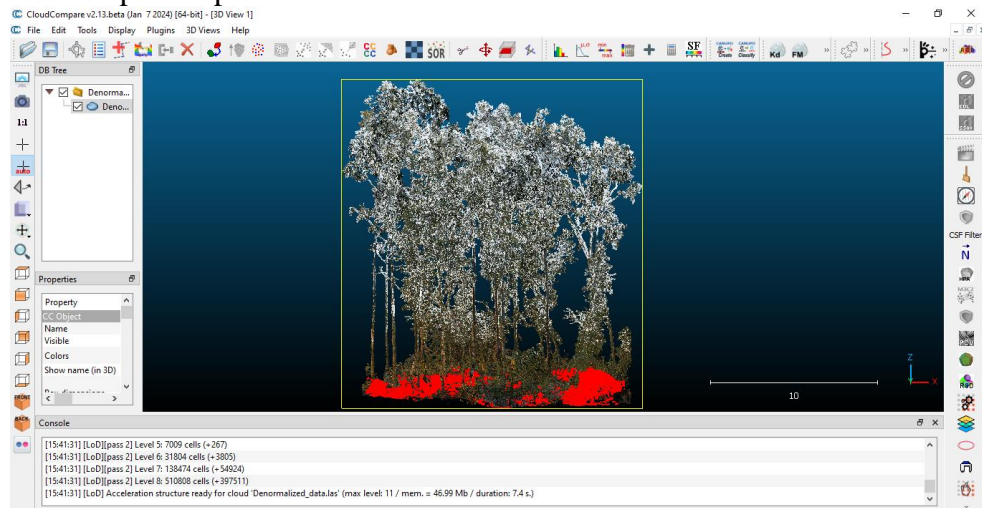 CloudCompare v2.13.beta (Jan 7 2024) [64-bit] - [3D View 1]
File Edit Tools Display Plugins 3D Views Help
SOR
SF
Kd FM
DB Tree
Denorma...
Deno...
1:1
auto
Properties
Property
CC Object
Name
Visible
Colors
Show name (in 3D)
FRONT
BACK
CSF Filter
N
HPR
M3C2
Z
X
10
Console
[15:41:31] [LoD][pass 2] Level 5: 7009 cells (+267)
[15:41:31] [LoD][pass 2] Level 6: 31804 cells (+3805)
[15:41:31] [LoD][pass 2] Level 7: 138474 cells (+54924)
[15:41:31] [LoD][pass 2] Level 8: 510808 cells (+397511)
[15:41:31] [LoD] Acceleration structure ready for cloud 'Denormalized_data.las' (max level: 11 / mem. = 46.99 Mb / duration: 7.4 s.)